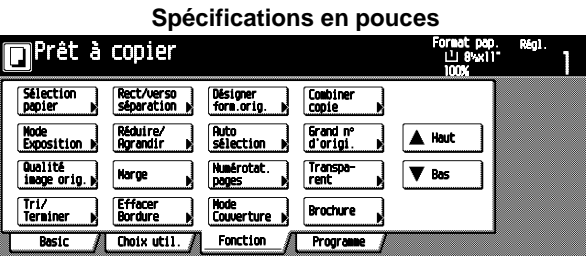 Spécifications en pouces
Prêt à copier
Format pap.
8½x11"
100%
Régl.
1
Sélection
papier
Rect/verso
séparation
Désigner
form.orig.
Combiner
copie
Mode
Exposition
Réduire/
Agrandir
Auto
sélection
Grand nº
d'origi.
Haut
Qualité
image orig.
Marge
Numérotat.
pages
Transpa-
rent
Bas
Tri/
Terminer
Effacer
Bordure
Mode
Couverture
Brochure
Basic
Choix util.
Fonction
Programme